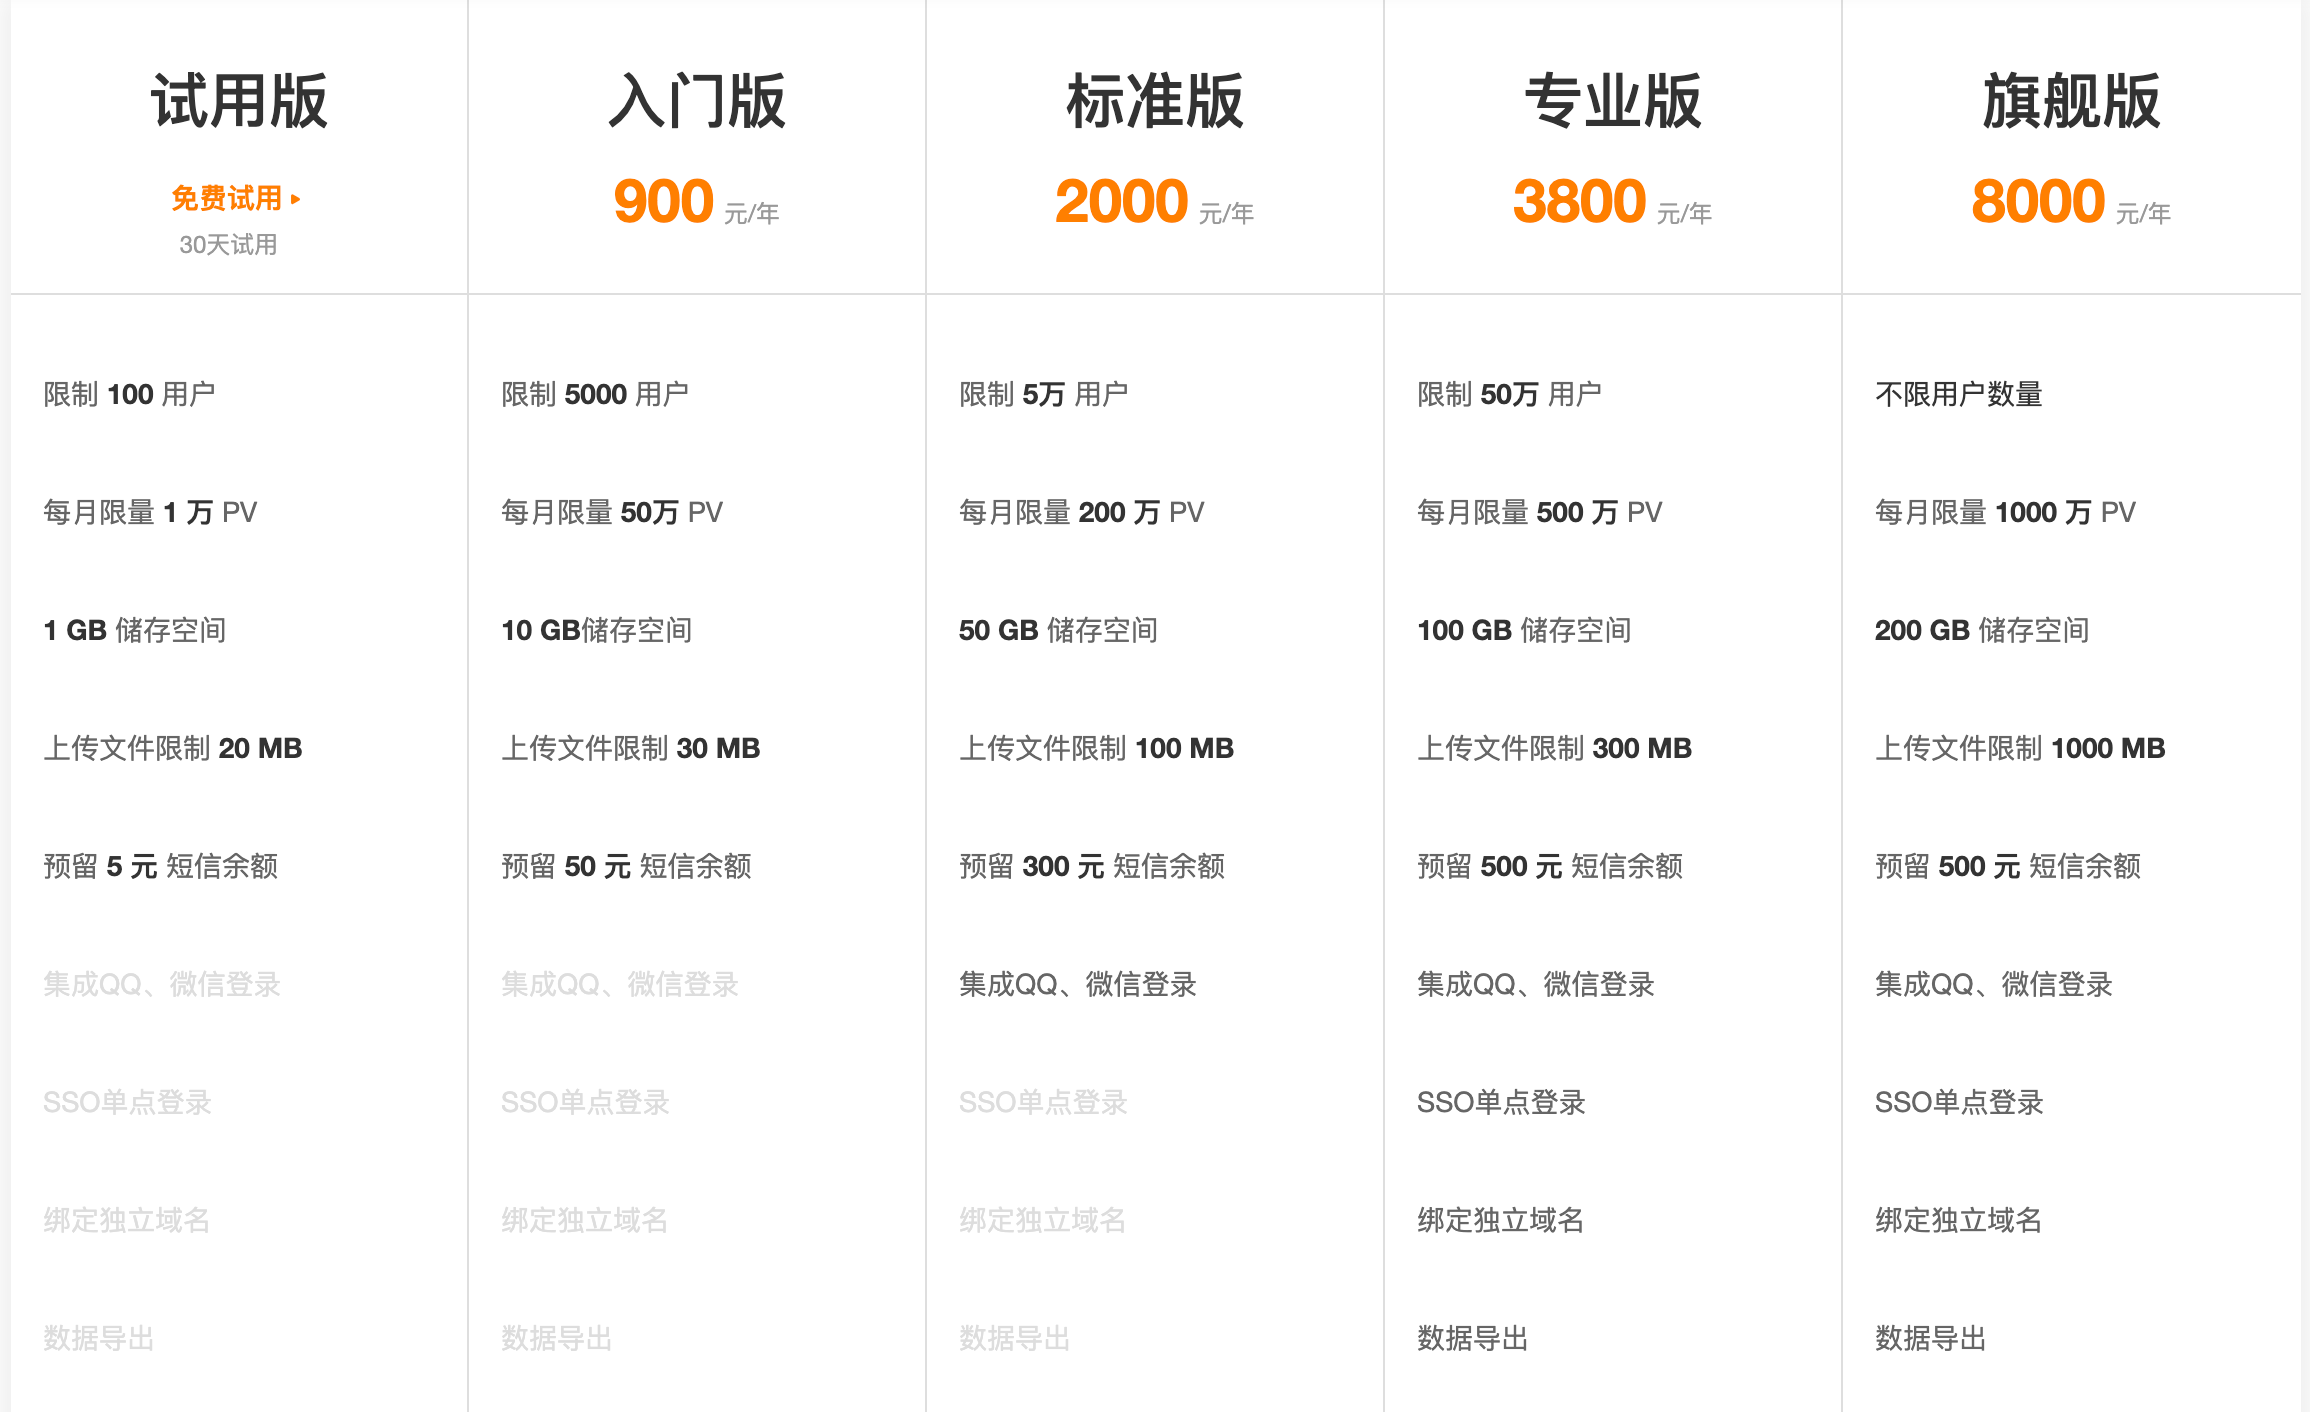 试用版
免费试用
30天试用
限制 100 用户
每月限量 1 万 PV
1 GB 储存空间
上传文件限制 20 MB
预留 5 元 短信余额
集成QQ、微信登录
SSO单点登录
绑定独立域名
数据导出
入门版
900 元/年
限制 5000 用户
每月限量 50万 PV
10 GB储存空间
上传文件限制 30 MB
预留 50 元 短信余额
集成QQ、微信登录
SSO单点登录
绑定独立域名
数据导出
标准版
2000 元/年
限制 5万 用户
每月限量 200 万 PV
50 GB 储存空间
上传文件限制 100 MB
预留 300 元 短信余额
集成QQ、微信登录
SSO单点登录
绑定独立域名
数据导出
专业版
3800 元/年
限制 50万 用户
每月限量 500 万 PV
100 GB 储存空间
上传文件限制 300 MB
预留 500 元 短信余额
集成QQ、微信登录
SSO单点登录
绑定独立域名
数据导出
旗舰版
8000 元/年
不限用户数量
每月限量 1000 万 PV
200 GB 储存空间
上传文件限制 1000 MB
预留 500 元 短信余额
集成QQ、微信登录
SSO单点登录
绑定独立域名
数据导出